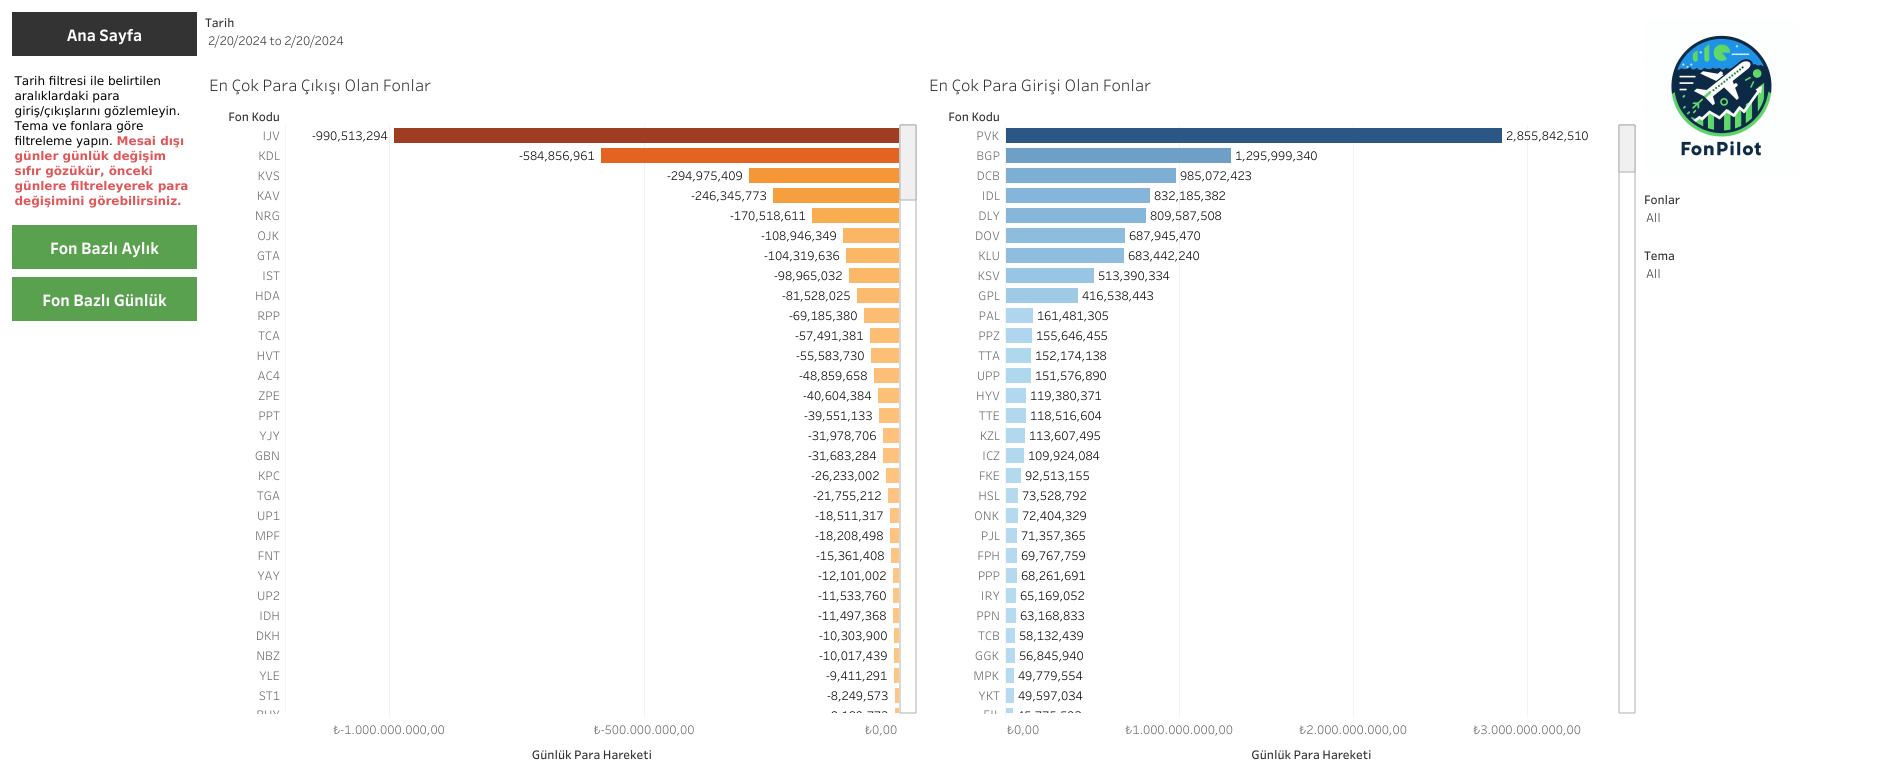 Ana Sayfa
Tarih
2/20/2024 to 2/20/2024
Tarih filtresi ile belirtilen
aralıklardaki para
giriş/çıkışlarını gözlemleyin.
Tema ve fonlara göre
filtreleme yapın. Mesai dışı
günler günlük değişim
sıfır gözükür, önceki
günlere filtreleyerek para
değişimini görebilirsiniz.
Fon Bazlı Aylık
Fon Bazlı Günlük
En Çok Para Çıkışı Olan Fonlar
Fon Kodu
IJV -990,513,294
KDL -584,856,961
KVS -294,975,409
KAV -246,345,773
NRG -170,518,611
OJK -108,946,349
GTA -104,319,636
IST -98,965,032
HDA -81,528,025
RPP -69,185,380
TCA -57,491,381
HVT -55,583,730
AC4 -48,859,658
ZPE -40,604,384
PPT -39,551,133
YJY -31,978,706
GBN -31,683,284
KPC -26,233,002
TGA -21,755,212
UP1 -18,511,317
MPF -18,208,498
FNT -15,361,408
YAY -12,101,002
UP2 -11,533,760
IDH -11,497,368
DKH -10,303,900
NBZ -10,017,439
YLE -9,411,291
ST1 -8,249,573
₺-1.000.000.000,00 ₺-500.000.000,00 ₺0,00
Günlük Para Hareketi
En Çok Para Girişi Olan Fonlar
Fon Kodu
PVK 2,855,842,510
BGP 1,295,999,340
DCB 985,072,423
IDL 832,185,382
DLY 809,587,508
DOV 687,945,470
KLU 683,442,240
KSV 513,390,334
GPL 416,538,443
PAL 161,481,305
PPZ 155,646,455
TTA 152,174,138
UPP 151,576,890
HYV 119,380,371
TTE 118,516,604
KZL 113,607,495
ICZ 109,924,084
FKE 92,513,155
HSL 73,528,792
ONK 72,404,329
PJL 71,357,365
FPH 69,767,759
PPP 68,261,691
IRY 65,169,052
PPN 63,168,833
TCB 58,132,439
GGK 56,845,940
MPK 49,779,554
YKT 49,597,034
₺0,00 ₺1.000.000.000,00 ₺2.000.000.000,00 ₺3.000.000.000,00
Günlük Para Hareketi
FonPilot
Fonlar
All
Tema
All